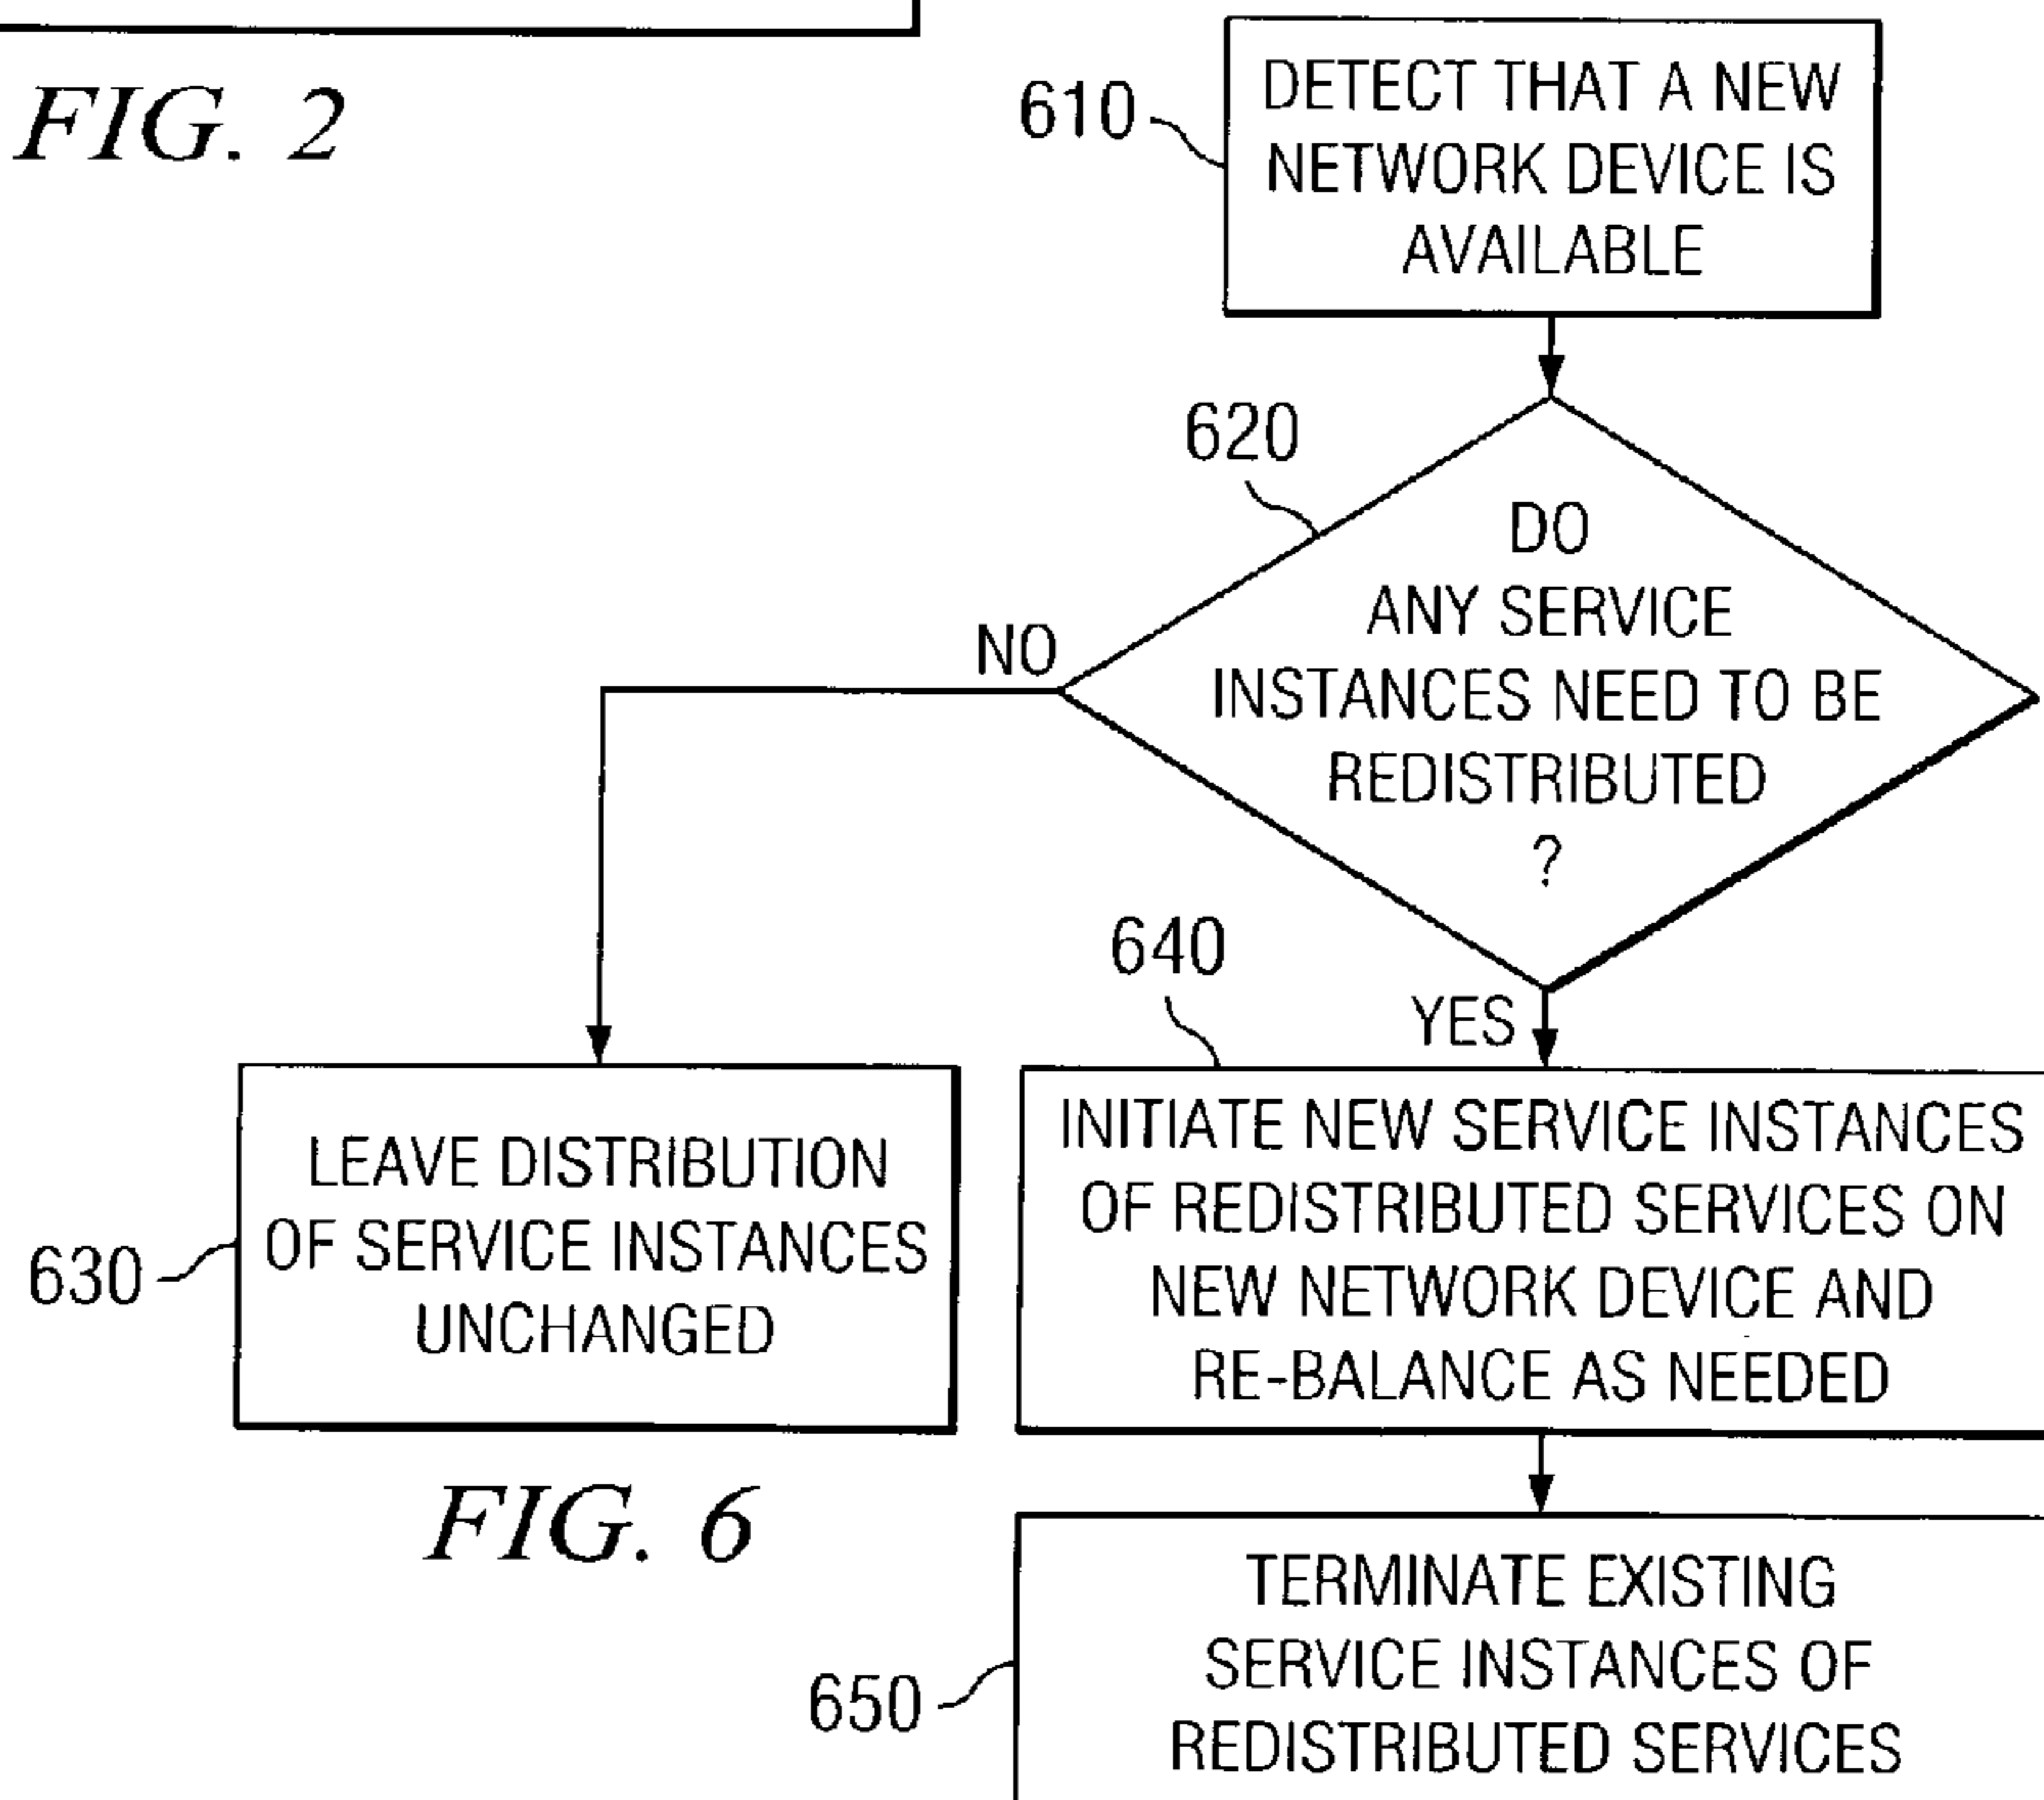 FIG. 2
610
DETECT THAT A NEW
NETWORK DEVICE IS
AVAILABLE
620
DO
ANY SERVICE
INSTANCES NEED TO BE
REDISTRIBUTED
?
NO
YES
630
LEAVE DISTRIBUTION
OF SERVICE INSTANCES
UNCHANGED
640
INITIATE NEW SERVICE INSTANCES
OF REDISTRIBUTED SERVICES ON
NEW NETWORK DEVICE AND
RE-BALANCE AS NEEDED
FIG. 6
650
TERMINATE EXISTING
SERVICE INSTANCES OF
REDISTRIBUTED SERVICES